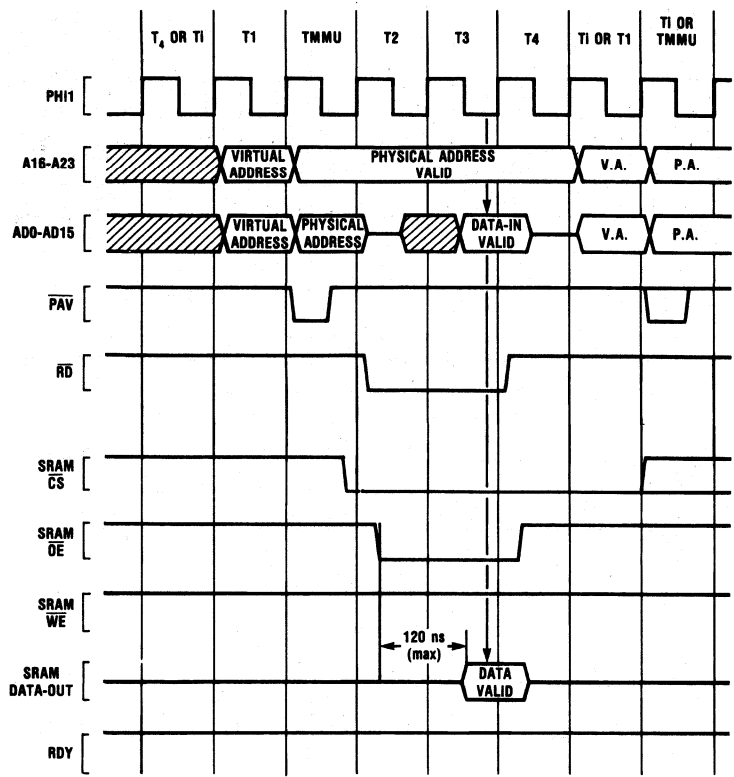 T4 OR Ti T1 TMMU T2 T3 T4 Ti OR T1 Ti OR
TMMU
PHI1
A16-A23
VIRTUAL
ADDRESS
PHYSICAL ADDRESS
VALID
V.A.
P.A.
AD0-AD15
VIRTUAL
ADDRESS
PHYSICAL
ADDRESS
DATA-IN
VALID
V.A.
P.A.
PAV
RD
SRAM
CS
SRAM
OE
SRAM
WE
120 ns
(max)
SRAM
DATA-OUT
DATA
VALID
RDY